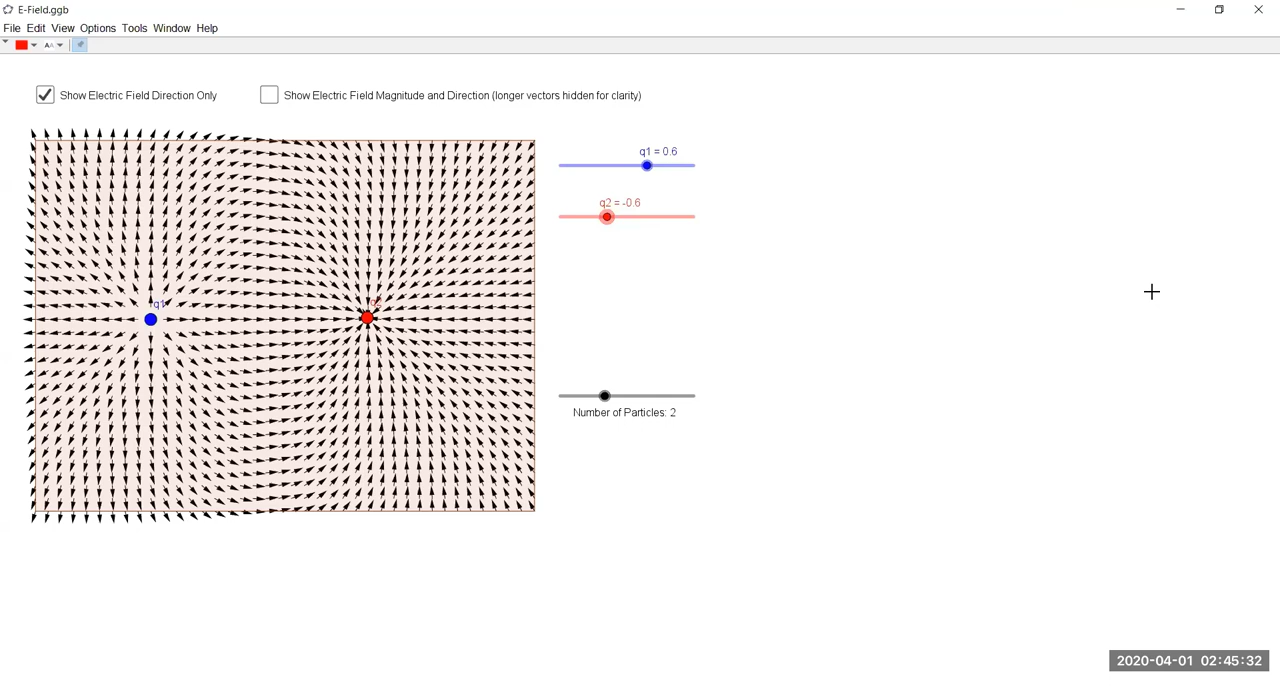 E-Field.ggb
File Edit View Options Tools Window Help
AA
Show Electric Field Direction Only
Show Electric Field Magnitude and Direction (longer vectors hidden for clarity)
q1 = 0.6
q2 = -0.6
q1
q2
Number of Particles: 2
2020-04-01 02:45:32